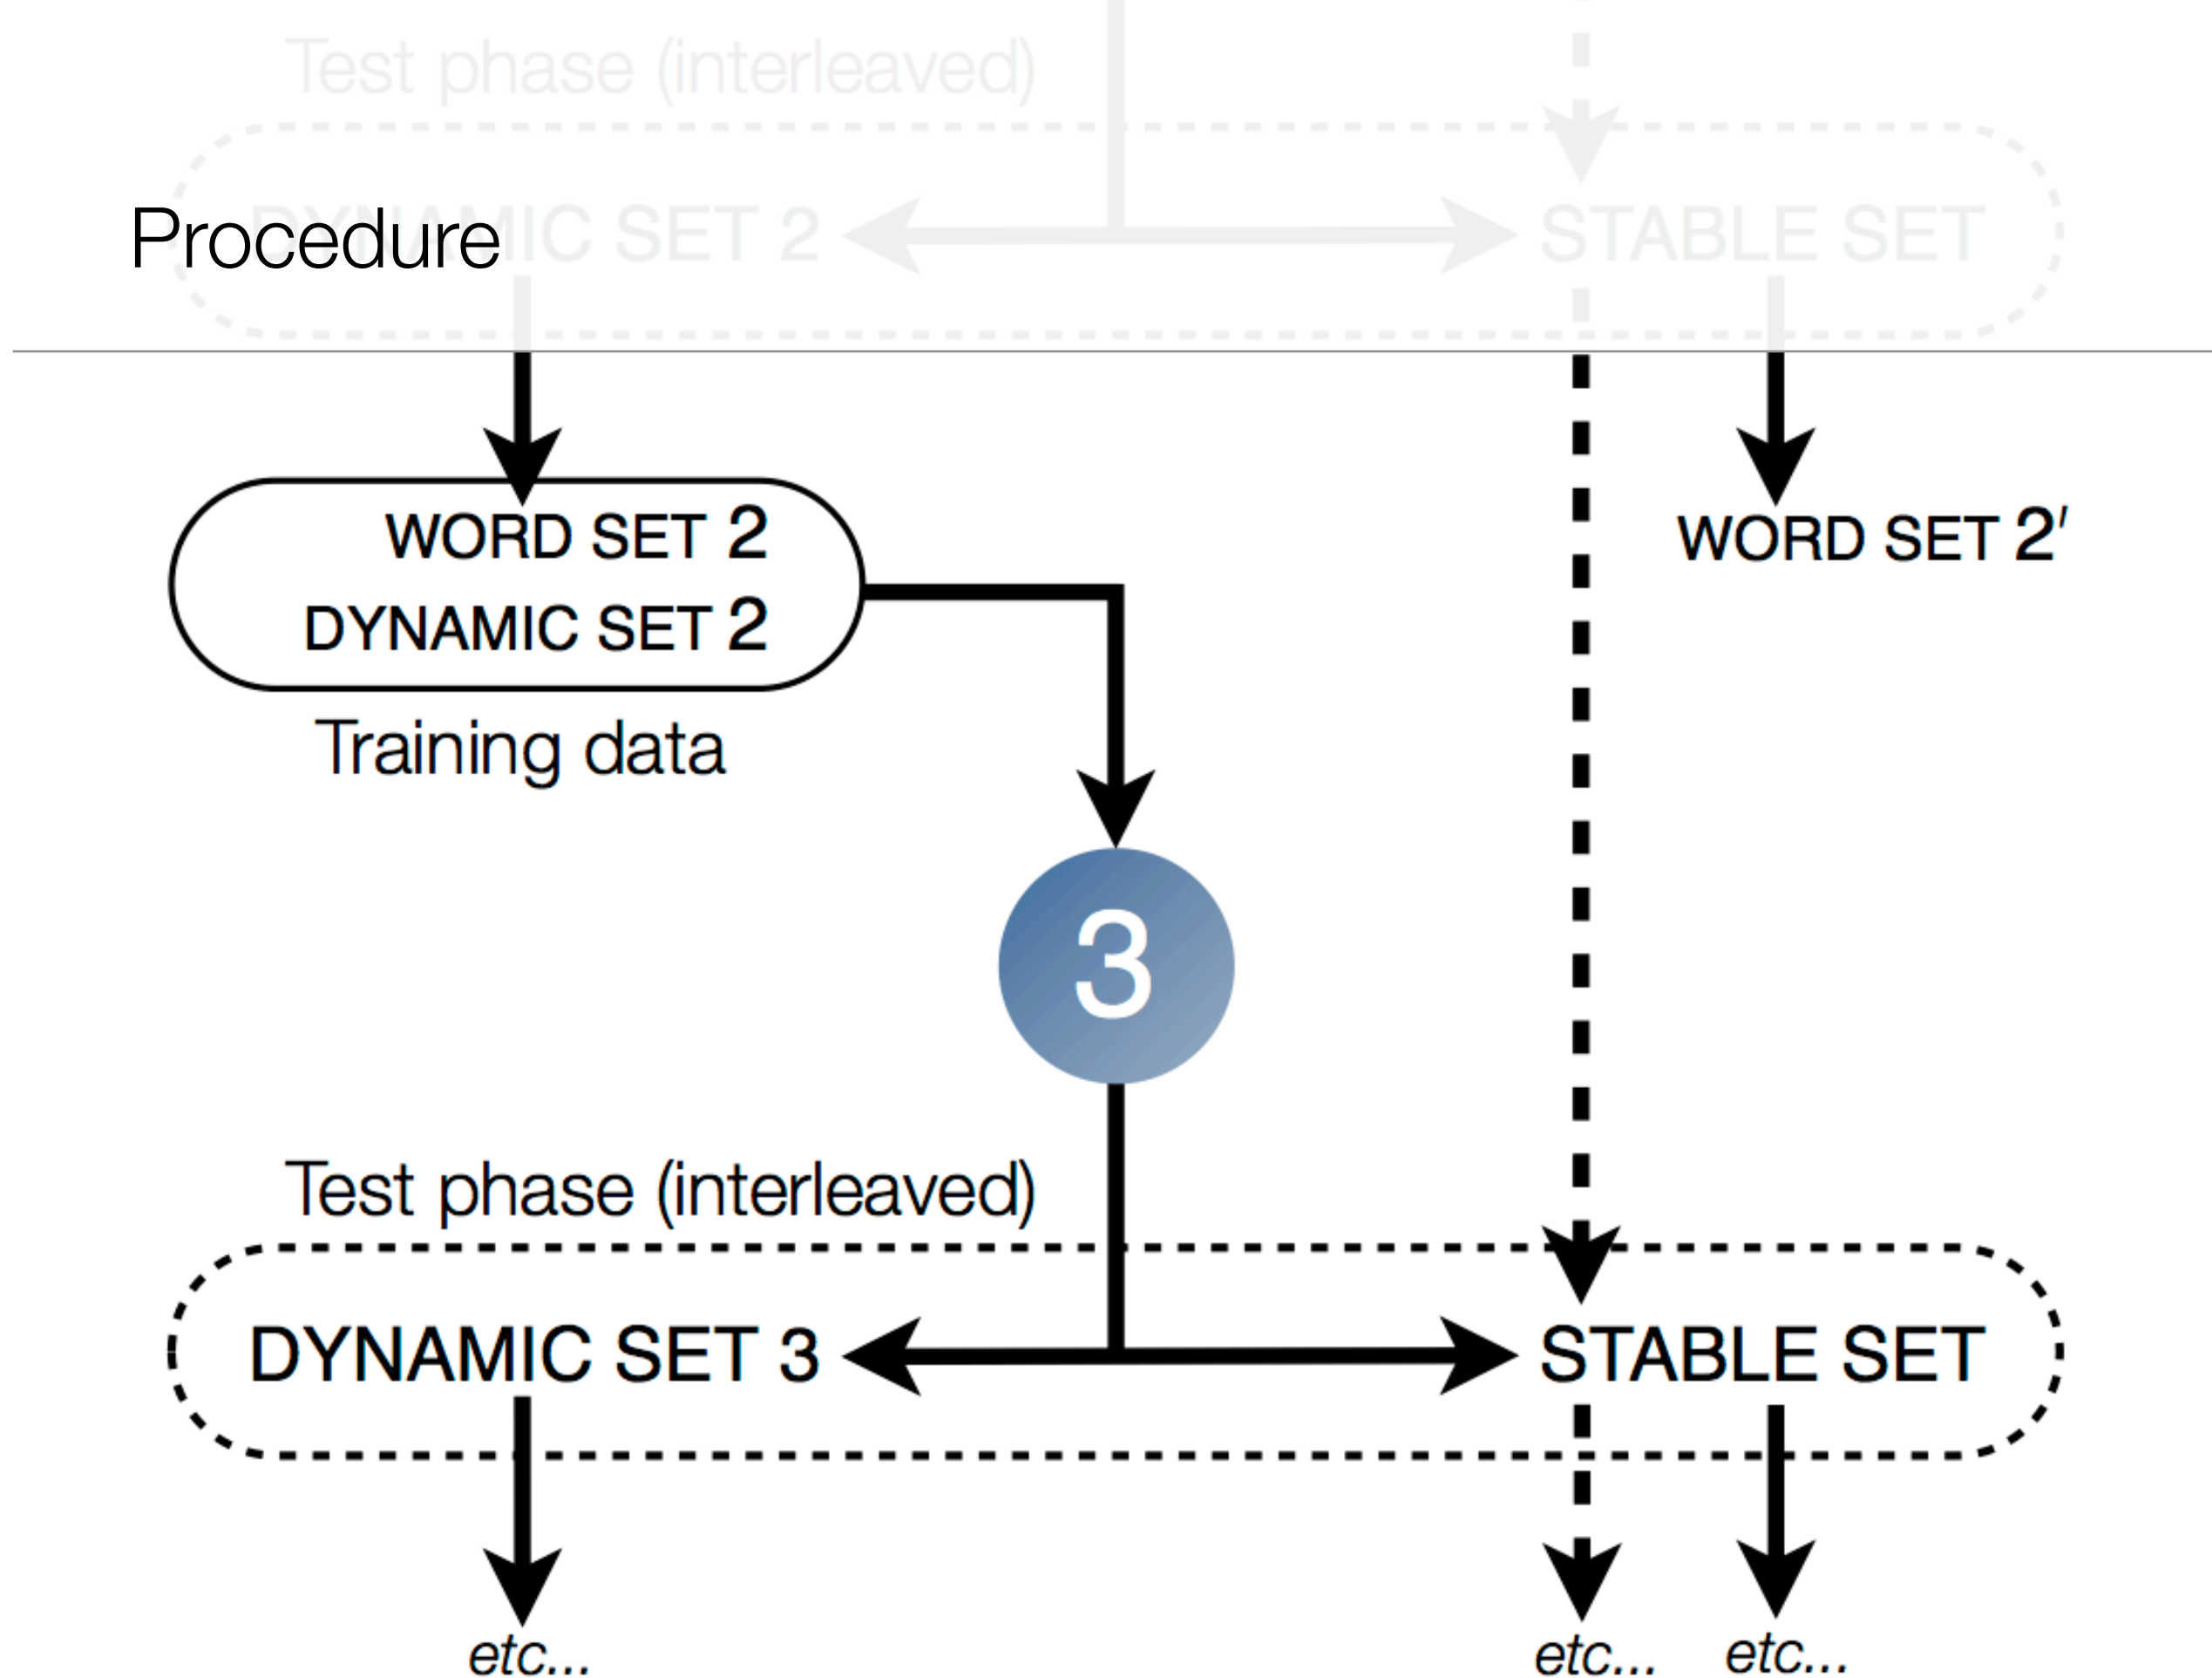 Test phase (interleaved)
Procedure
DYNAMIC SET 2
STABLE SET
WORD SET 2
DYNAMIC SET 2
WORD SET 2′
Training data
3
Test phase (interleaved)
DYNAMIC SET 3
STABLE SET
etc...
etc...
etc...